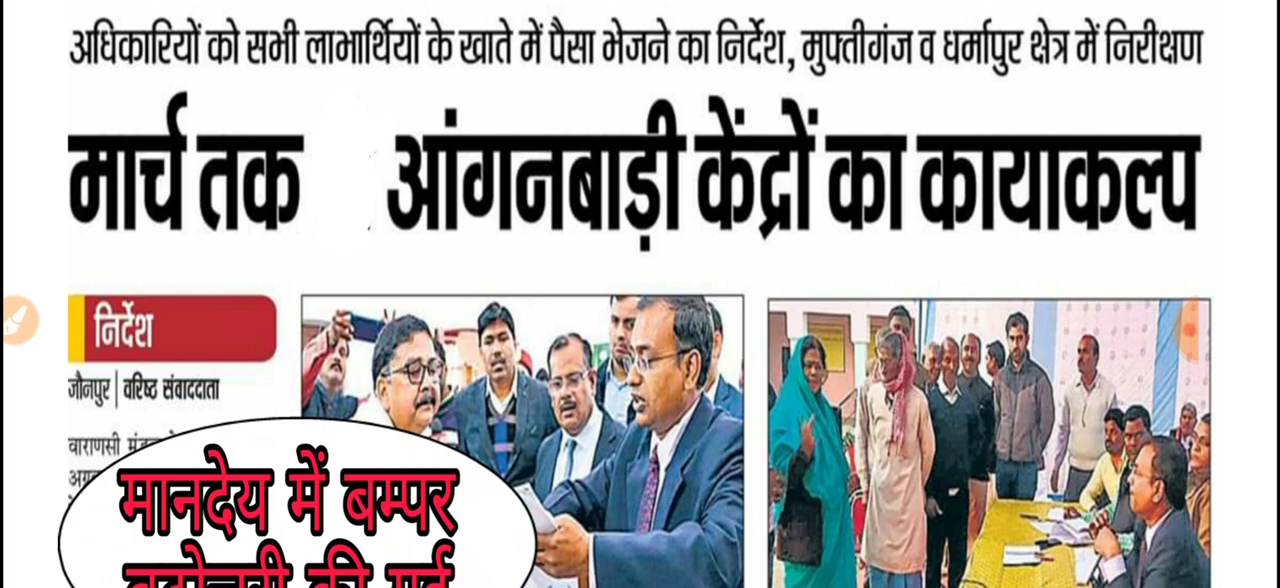 अधिकारियों को सभी लाभार्थियों के खाते में पैसा भेजने का निर्देश, मुफ्तीगंज व धर्मापुर क्षेत्र में निरीक्षण
मार्च तक आंगनबाड़ी केंद्रों का कायाकल्प
निर्देश
जौनपुर | वरिष्ठ संवाददाता
वाराणसी
मानदेय में बम्पर